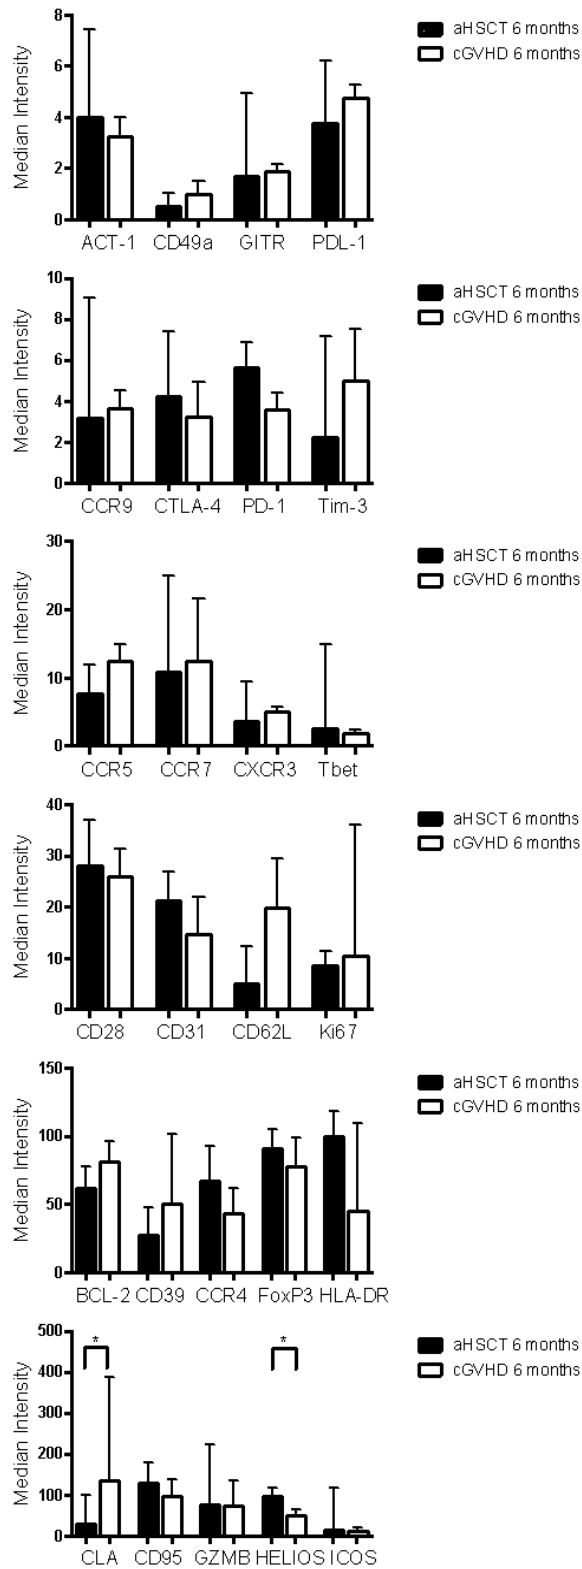 Median Intensity
8
6
4
2
0
ACT-1 CD49a GITR PDL-1
aHSCT 6 months
cGVHD 6 months
Median Intensity
10
8
6
4
2
0
CCR9 CTLA-4 PD-1 Tim-3
aHSCT 6 months
cGVHD 6 months
Median Intensity
30
20
10
0
CCR5 CCR7 CXCR3 Tbet
aHSCT 6 months
cGVHD 6 months
Median Intensity
40
30
20
10
0
CD28 CD31 CD62L Ki67
aHSCT 6 months
cGVHD 6 months
Median Intensity
150
100
50
0
BCL-2 CD39 CCR4 FoxP3 HLA-DR
aHSCT 6 months
cGVHD 6 months
Median Intensity
500
400
300
200
100
0
* *
CLA CD95 GZMB HELIOS ICOS
aHSCT 6 months
cGVHD 6 months